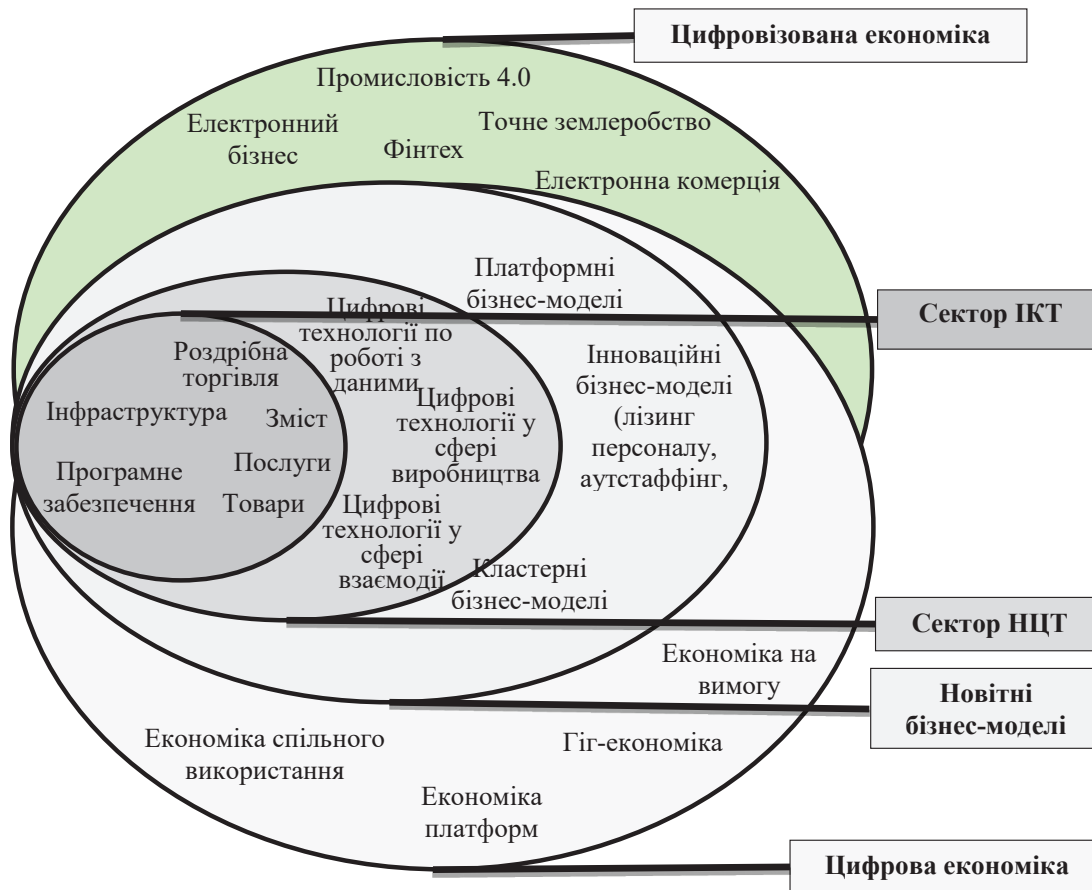 Цифровізована економіка
Промисловість 4.0
Електронний
бізнес
Точне землеробство
Фінтех
Електронна комерція
Платформні
бізнес-моделі
Сектор ІКТ
Цифрові
технології по
роботі з
даними
Роздрібна
торгівля
Інфраструктура
Зміст
Програмне
забезпечення
Послуги
Товари
Цифрові
технології у
сфері
виробництва
Інноваційні
бізнес-моделі
(лізинг
персоналу,
аутстаффінг,
Цифрові
технології у
сфері
взаємодії
Кластерні
бізнес-моделі
Сектор НЦТ
Економіка на
вимогу
Новітні
бізнес-моделі
Економіка спільного
використання
Гіг-економіка
Економіка
платформ
Цифрова економіка